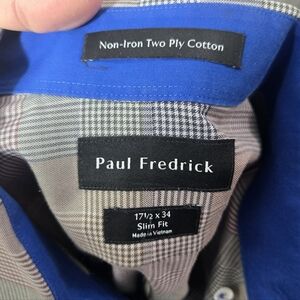 Non-Iron Two Ply Cotton
Paul Fredrick
17½ x 34
Slim Fit
Made in Vietnam